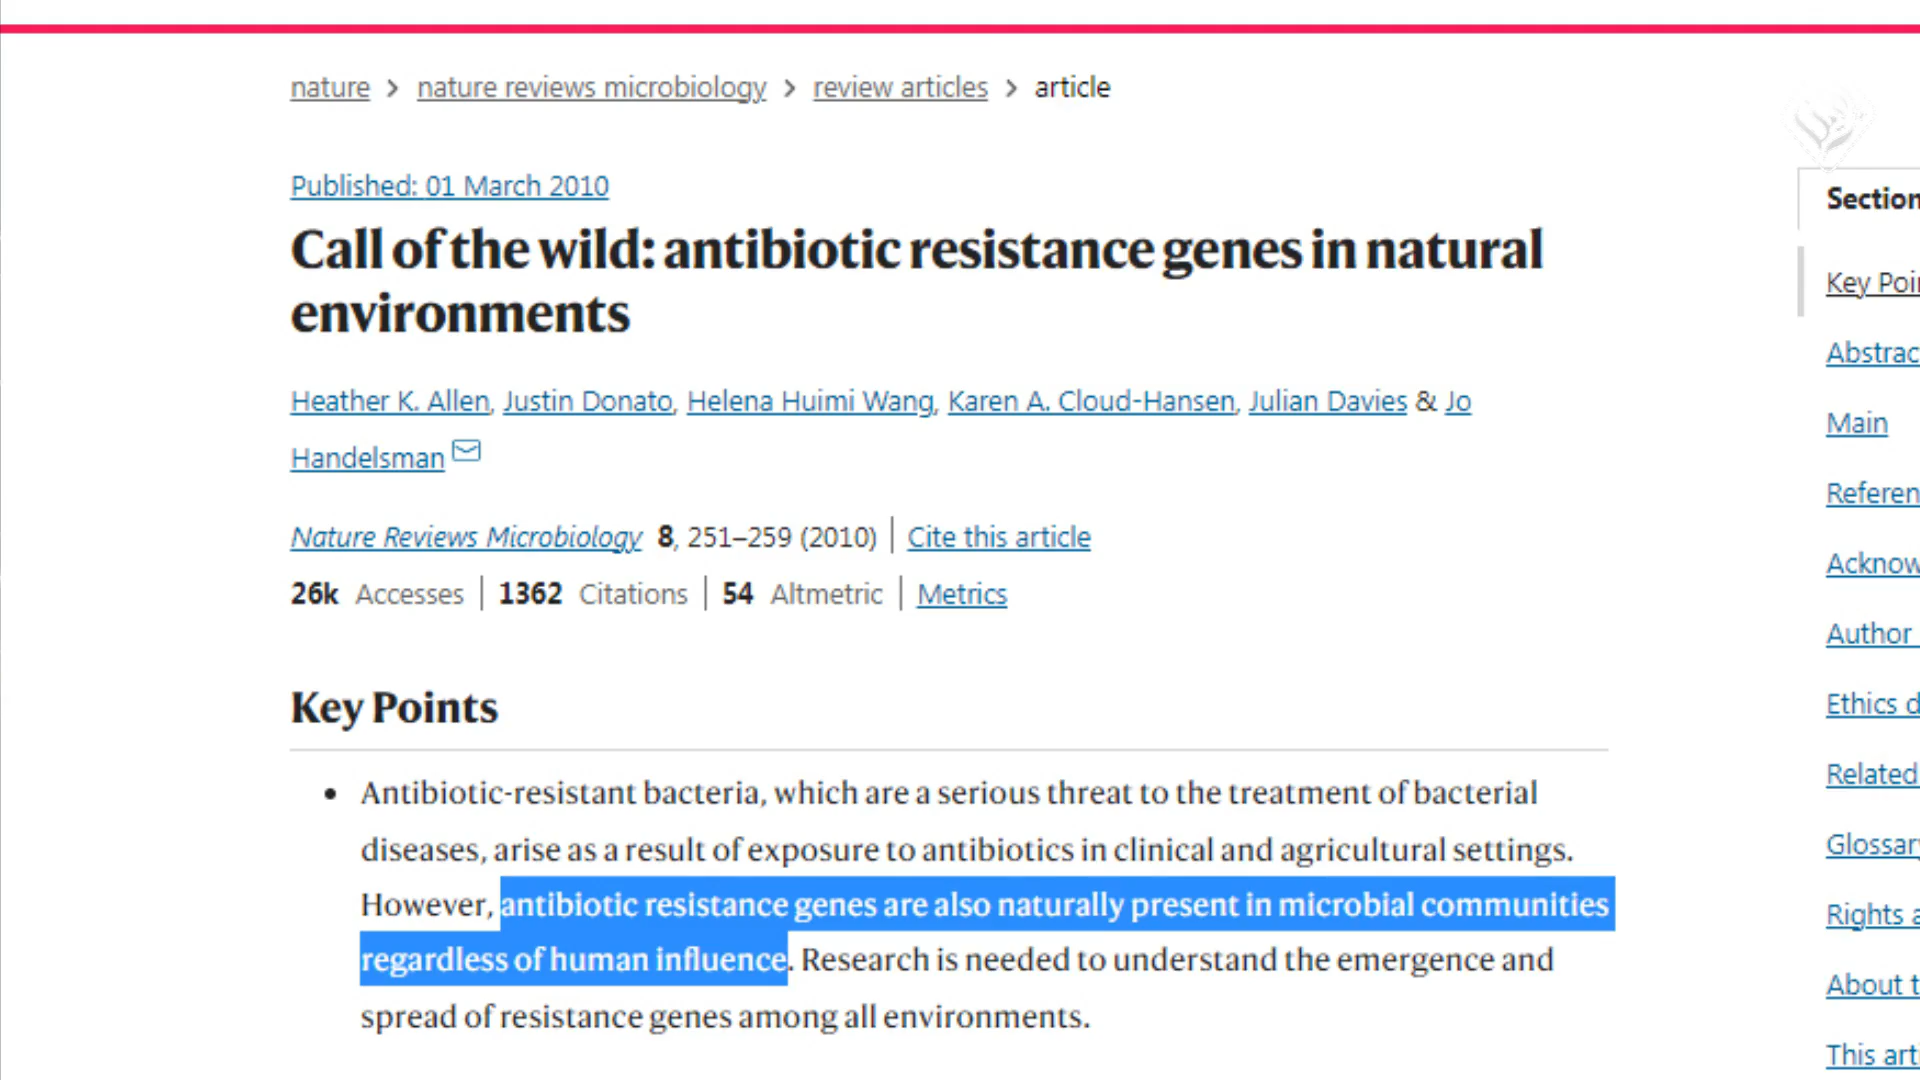 nature > nature reviews microbiology > review articles > article
Published: 01 March 2010
Call of the wild: antibiotic resistance genes in natural
environments
Heather K. Allen, Justin Donato, Helena Huimi Wang, Karen A. Cloud-Hansen, Julian Davies & Jo
Handelsman
Nature Reviews Microbiology 8, 251–259 (2010) | Cite this article
26k Accesses | 1362 Citations | 54 Altmetric | Metrics
Key Points
• Antibiotic-resistant bacteria, which are a serious threat to the treatment of bacterial
diseases, arise as a result of exposure to antibiotics in clinical and agricultural settings.
However, antibiotic resistance genes are also naturally present in microbial communities
regardless of human influence. Research is needed to understand the emergence and
spread of resistance genes among all environments.
Section
Key Poi
Abstrac
Main
Referen
Acknow
Author
Ethics d
Related
Glossar
Rights a
About t
This arti